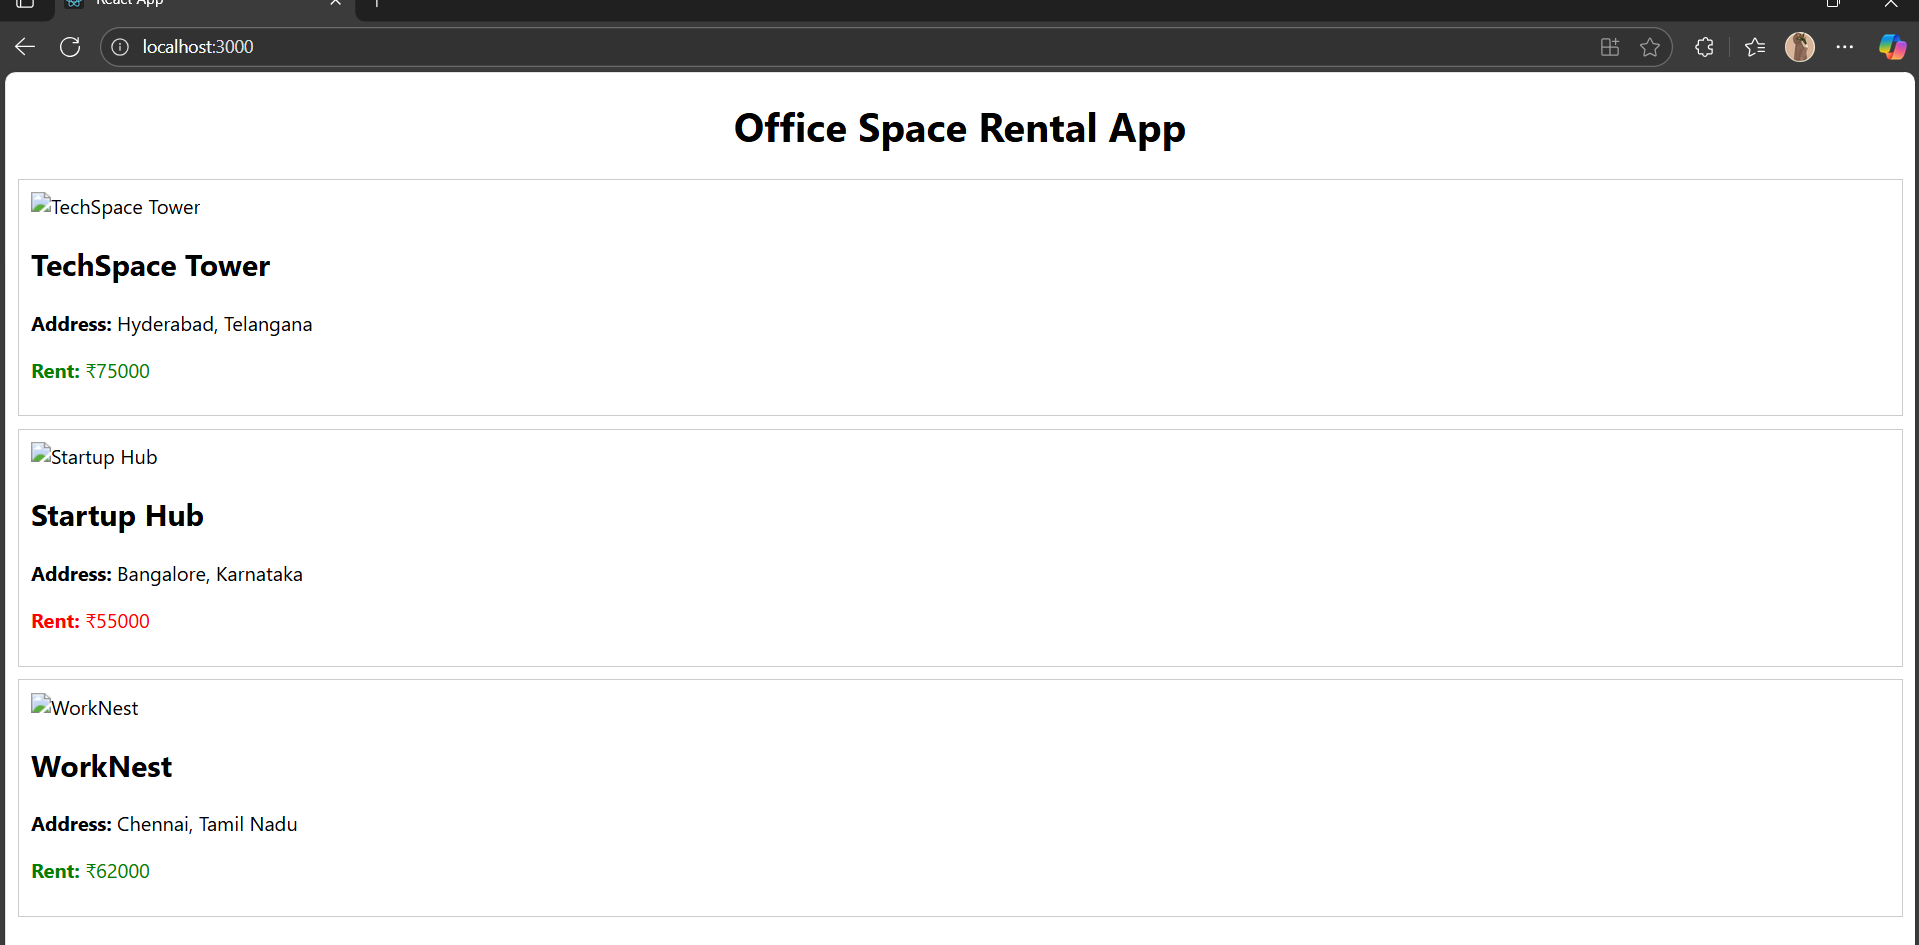 React App
localhost:3000
Office Space Rental App
TechSpace Tower
TechSpace Tower
Address: Hyderabad, Telangana
Rent: ₹75000
Startup Hub
Startup Hub
Address: Bangalore, Karnataka
Rent: ₹55000
WorkNest
WorkNest
Address: Chennai, Tamil Nadu
Rent: ₹62000